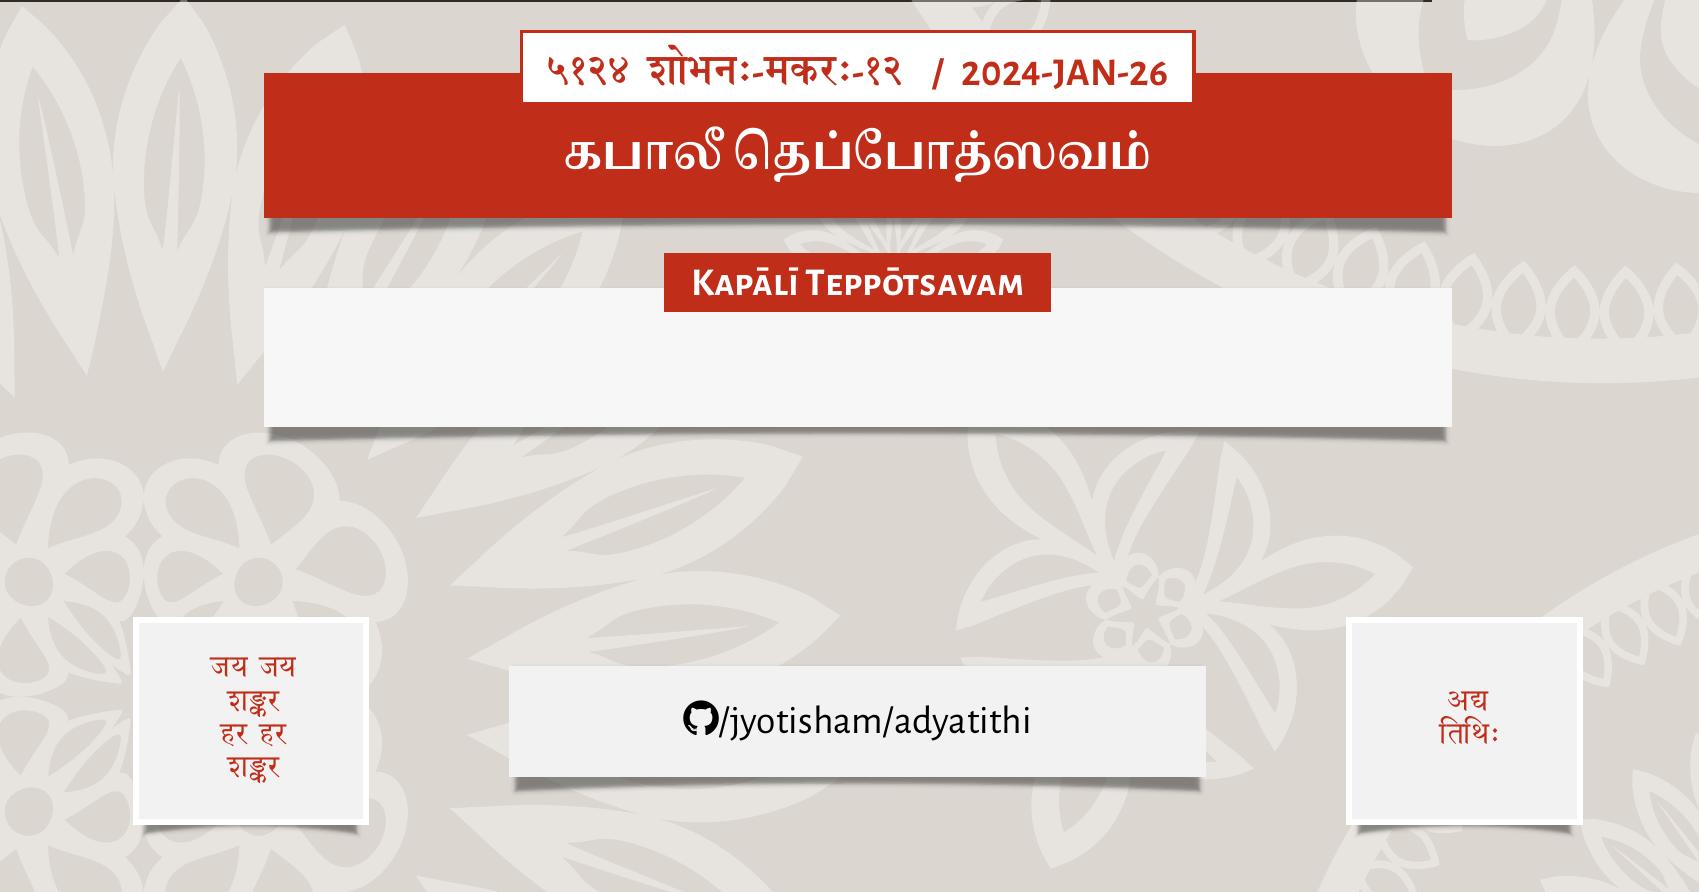 ५१२४ शोभनः-मकरः-१२ / 2024-JAN-26
கபாலீ தெப்போத்ஸவம்
Kapālī Teppōtsavam
/jyotisham/adyatithi
जय जय
शङ्कर
हर हर
शङ्कर
अद्य
तिथिः